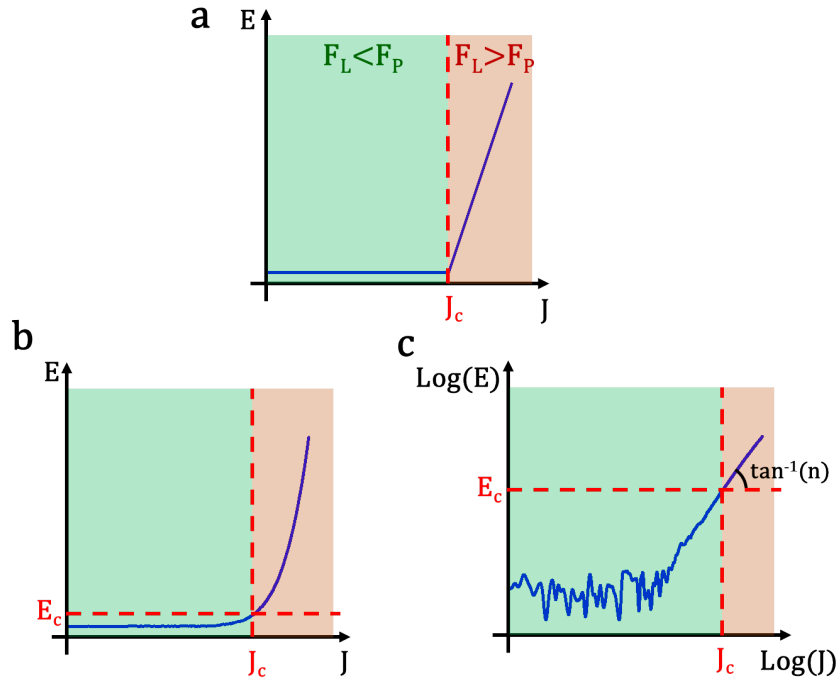 a
E
F_L<F_P
F_L>F_P
J_c
J
b
E
E_c
J_c
J
c
Log(E)
tan⁻¹(n)
E_c
J_c
Log(J)